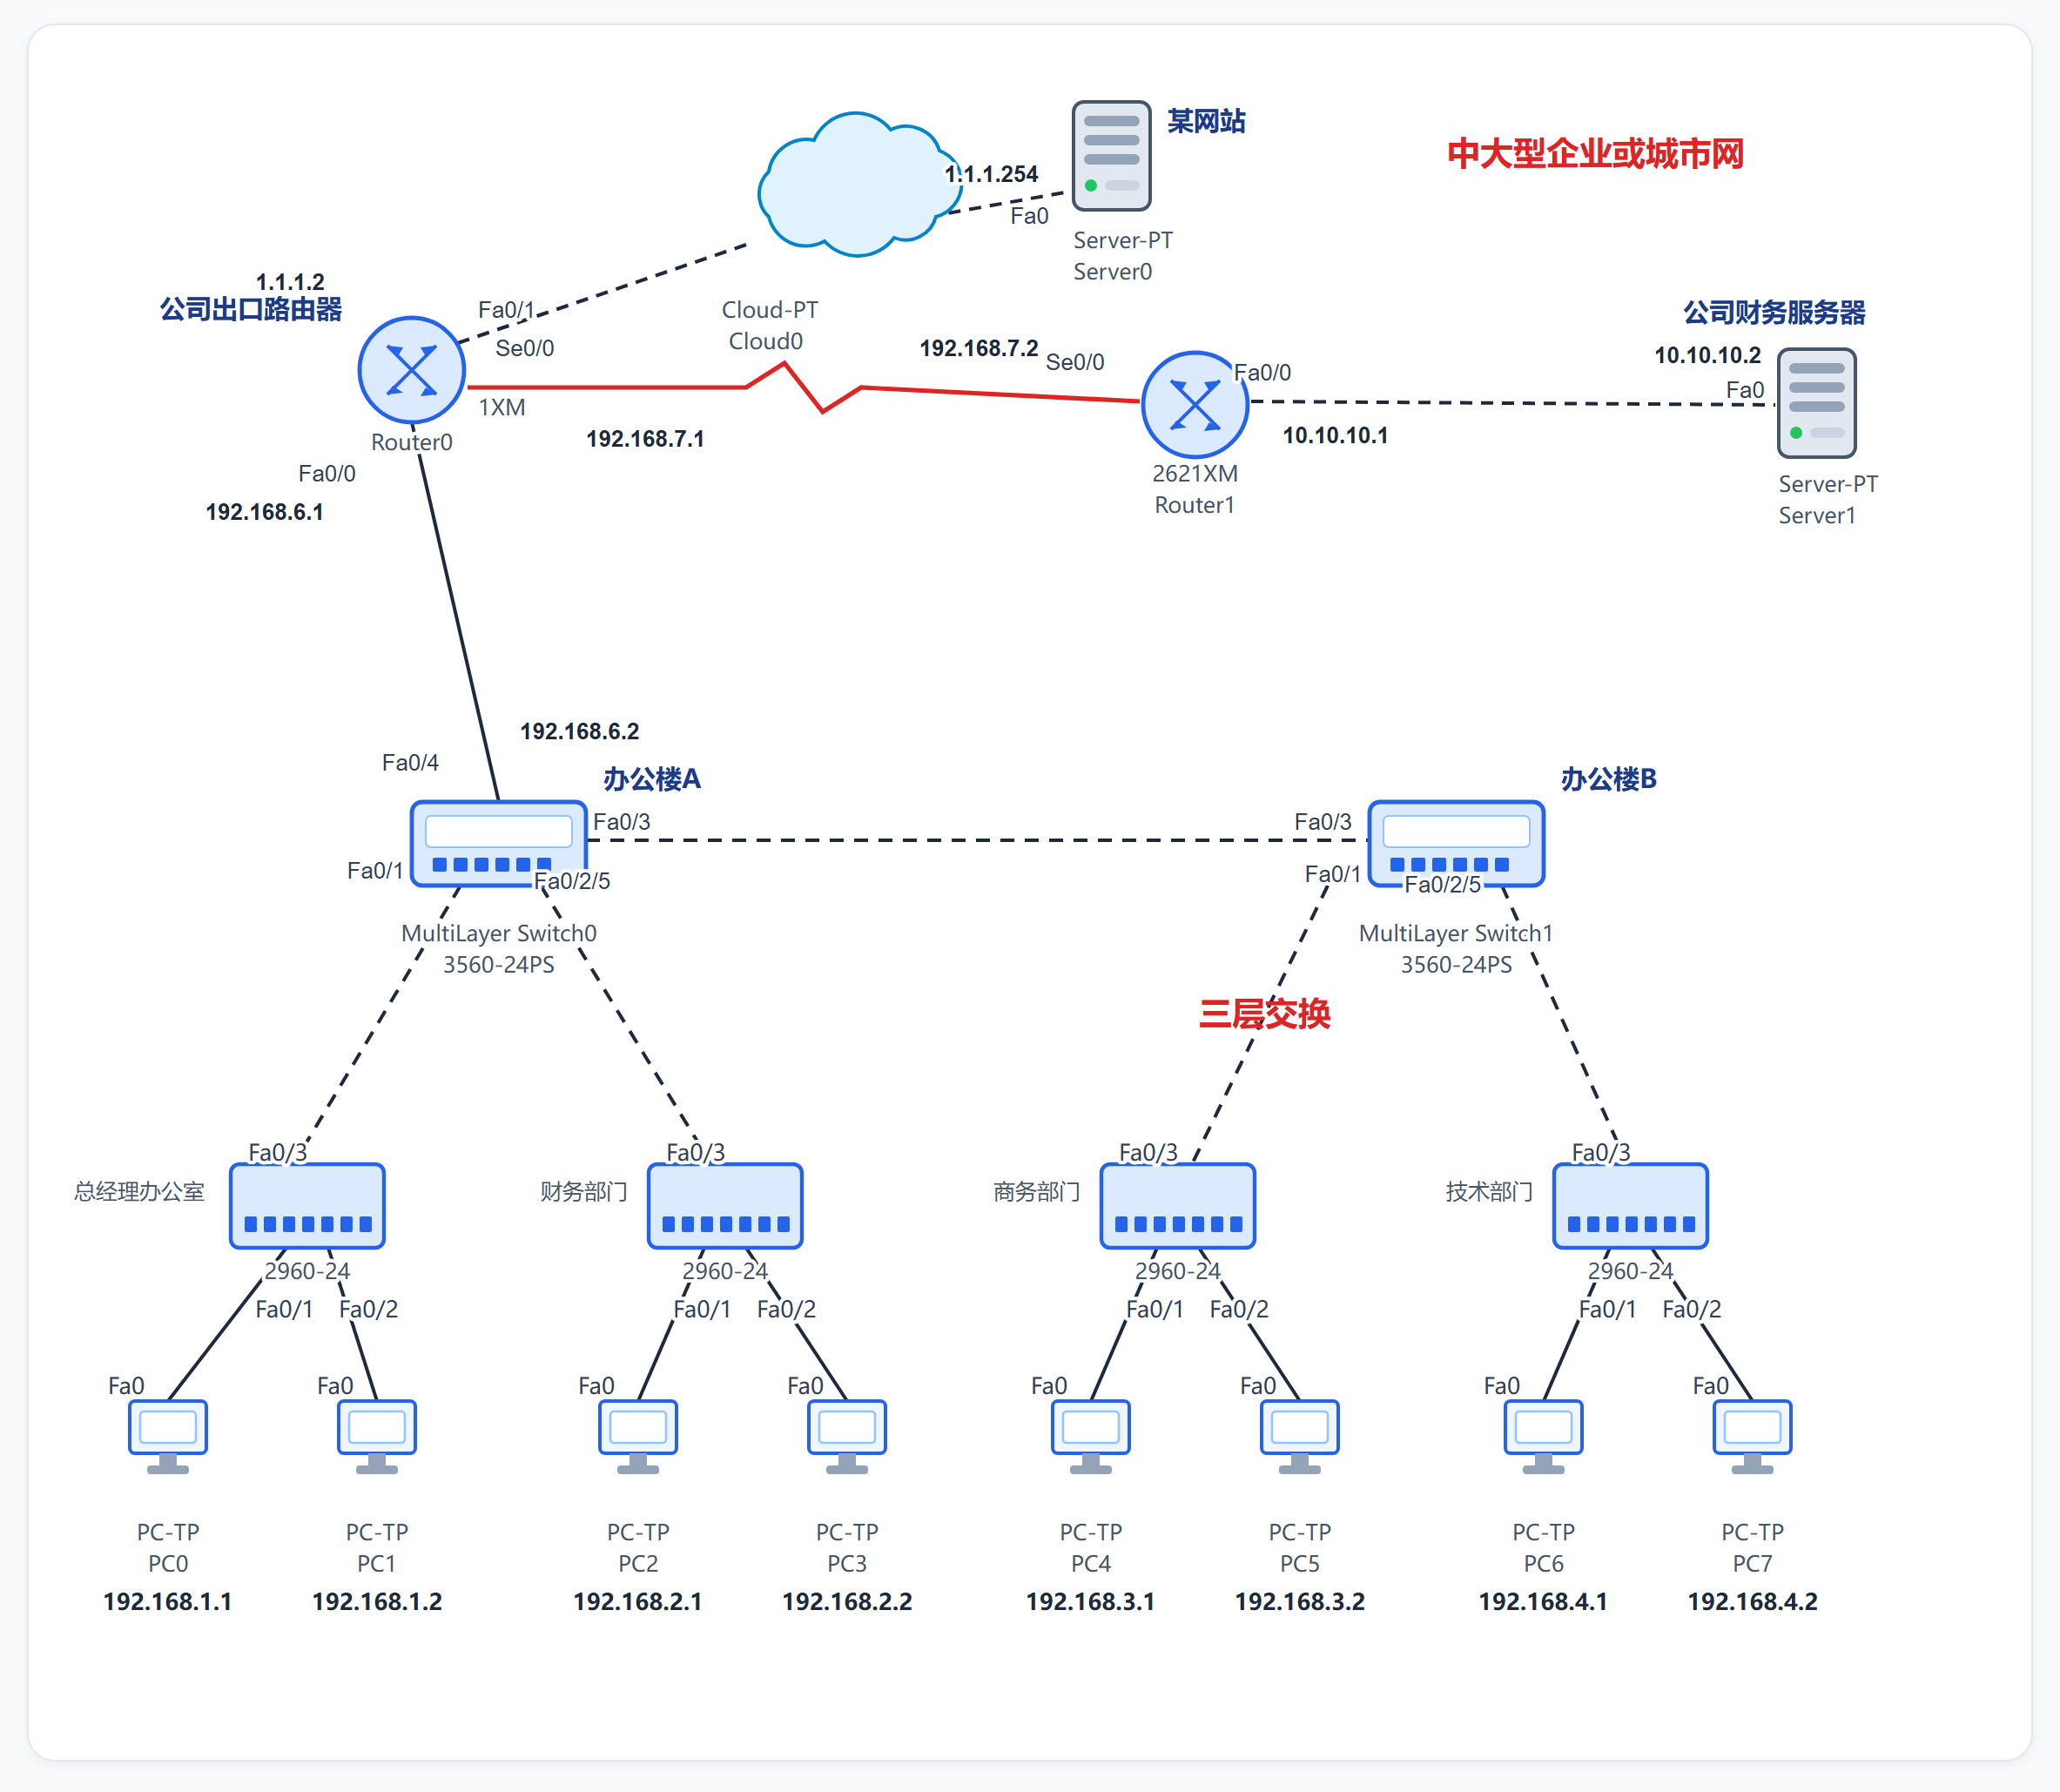 某网站
中大型企业或城市网
1.1.1.254
Fa0
Server-PT
Server0
1.1.1.2
公司出口路由器
Fa0/1
Se0/0
Cloud-PT
Cloud0
1XM
Router0
Fa0/0
192.168.6.1
192.168.7.1
192.168.7.2
Se0/0
Fa0/0
10.10.10.1
2621XM
Router1
公司财务服务器
10.10.10.2
Fa0
Server-PT
Server1
192.168.6.2
Fa0/4
办公楼A
Fa0/3
Fa0/1
Fa0/2/5
MultiLayer Switch0
3560-24PS
办公楼B
Fa0/3
Fa0/1
Fa0/2/5
MultiLayer Switch1
3560-24PS
三层交换
Fa0/3
总经理办公室
2960-24
Fa0/1
Fa0/2
Fa0/3
财务部门
2960-24
Fa0/1
Fa0/2
Fa0/3
商务部门
2960-24
Fa0/1
Fa0/2
Fa0/3
技术部门
2960-24
Fa0/1
Fa0/2
Fa0
PC-TP
PC0
192.168.1.1
Fa0
PC-TP
PC1
192.168.1.2
Fa0
PC-TP
PC2
192.168.2.1
Fa0
PC-TP
PC3
192.168.2.2
Fa0
PC-TP
PC4
192.168.3.1
Fa0
PC-TP
PC5
192.168.3.2
Fa0
PC-TP
PC6
192.168.4.1
Fa0
PC-TP
PC7
192.168.4.2